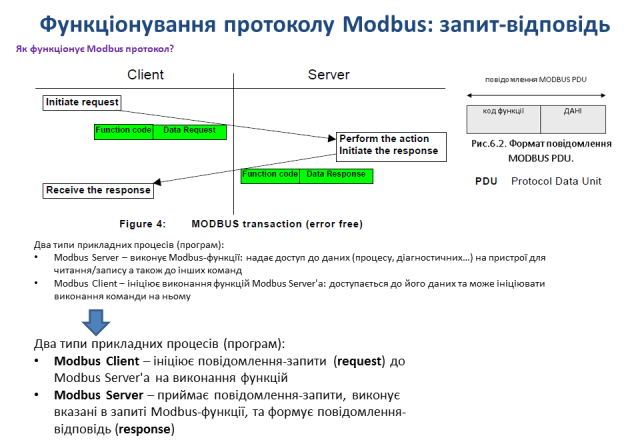 Функціонування протоколу Modbus: запит-відповідь
Як функціонує Modbus протокол?
Client
Server
Initiate request
Function code
Data Request
Perform the action
Initiate the response
Function code
Data Response
Receive the response
Figure 4: MODBUS transaction (error free)
повідомлення MODBUS PDU
код функції
ДАНІ
Рис.6.2. Формат повідомлення
MODBUS PDU.
PDU Protocol Data Unit
Два типи прикладних процесів (програм):
• Modbus Server – виконує Modbus-функції: надає доступ до даних (процесу, діагностичних...) на пристрої для
читання/запису а також до інших команд
• Modbus Client – ініціює виконання функцій Modbus Server'а: доступається до його даних та може ініціювати
виконання команди на ньому
Два типи прикладних процесів (програм):
• Modbus Client – ініціює повідомлення-запити (request) до
Modbus Server'а на виконання функцій
• Modbus Server – приймає повідомлення-запити, виконує
вказані в запиті Modbus-функції, та формує повідомлення-
відповідь (response)